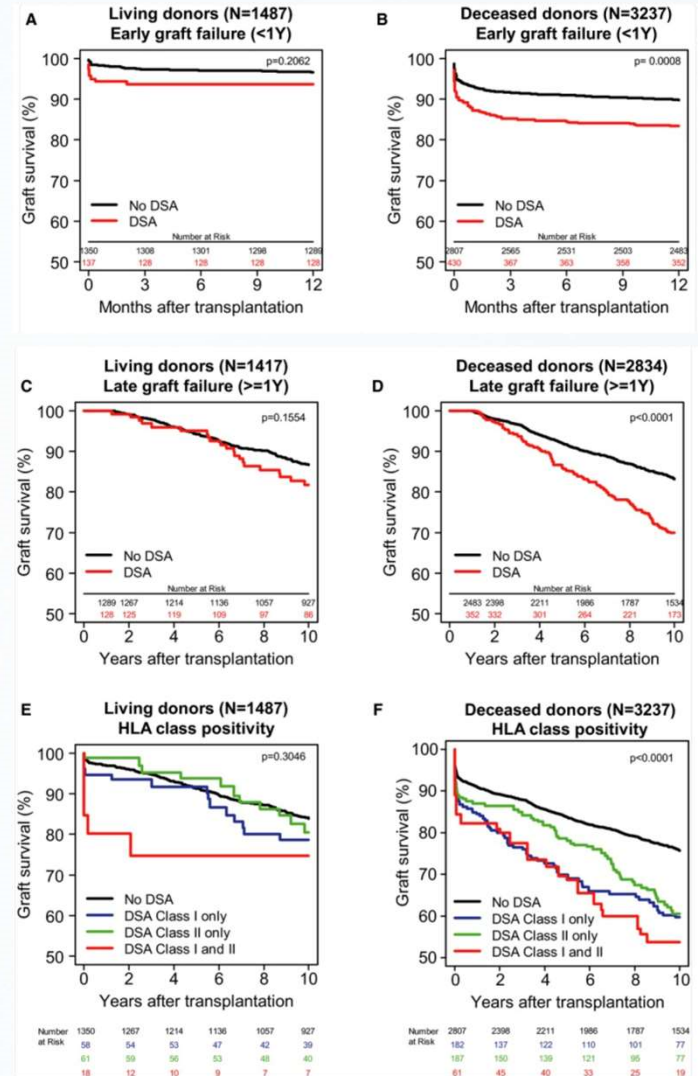 A
Living donors (N=1487)
Early graft failure (<1Y)
p=0.2062
100
90
80
70
60
50
Graft survival (%)
No DSA
DSA
Number at Risk
1350 1308 1301 1298 1289
137 128 128 128 128
0 3 6 9 12
Months after transplantation
B
Deceased donors (N=3237)
Early graft failure (<1Y)
p= 0.0008
100
90
80
70
60
50
Graft survival (%)
No DSA
DSA
Number at Risk
2807 2565 2531 2503 2483
430 367 363 358 352
0 3 6 9 12
Months after transplantation
C
Living donors (N=1417)
Late graft failure (>=1Y)
p=0.1554
100
90
80
70
60
50
Graft survival (%)
No DSA
DSA
Number at Risk
1289 1267 1214 1136 1057 927
128 125 119 109 97 86
0 2 4 6 8 10
Years after transplantation
D
Deceased donors (N=2834)
Late graft failure (>=1Y)
p<0.0001
100
90
80
70
60
50
Graft survival (%)
No DSA
DSA
Number at Risk
2483 2398 2211 1986 1787 1534
352 332 301 264 221 173
0 2 4 6 8 10
Years after transplantation
E
Living donors (N=1487)
HLA class positivity
p=0.3046
100
90
80
70
60
50
Graft survival (%)
No DSA
DSA Class I only
DSA Class II only
DSA Class I and II
0 2 4 6 8 10
Years after transplantation
Number at Risk
1350 1267 1214 1136 1057 927
58 54 53 47 42 39
61 59 56 53 48 40
18 12 10 9 7 7
F
Deceased donors (N=3237)
HLA class positivity
p<0.0001
100
90
80
70
60
50
Graft survival (%)
No DSA
DSA Class I only
DSA Class II only
DSA Class I and II
0 2 4 6 8 10
Years after transplantation
Number at Risk
2807 2398 2211 1986 1787 1534
182 137 122 110 101 77
187 150 139 121 95 77
61 45 40 33 25 19